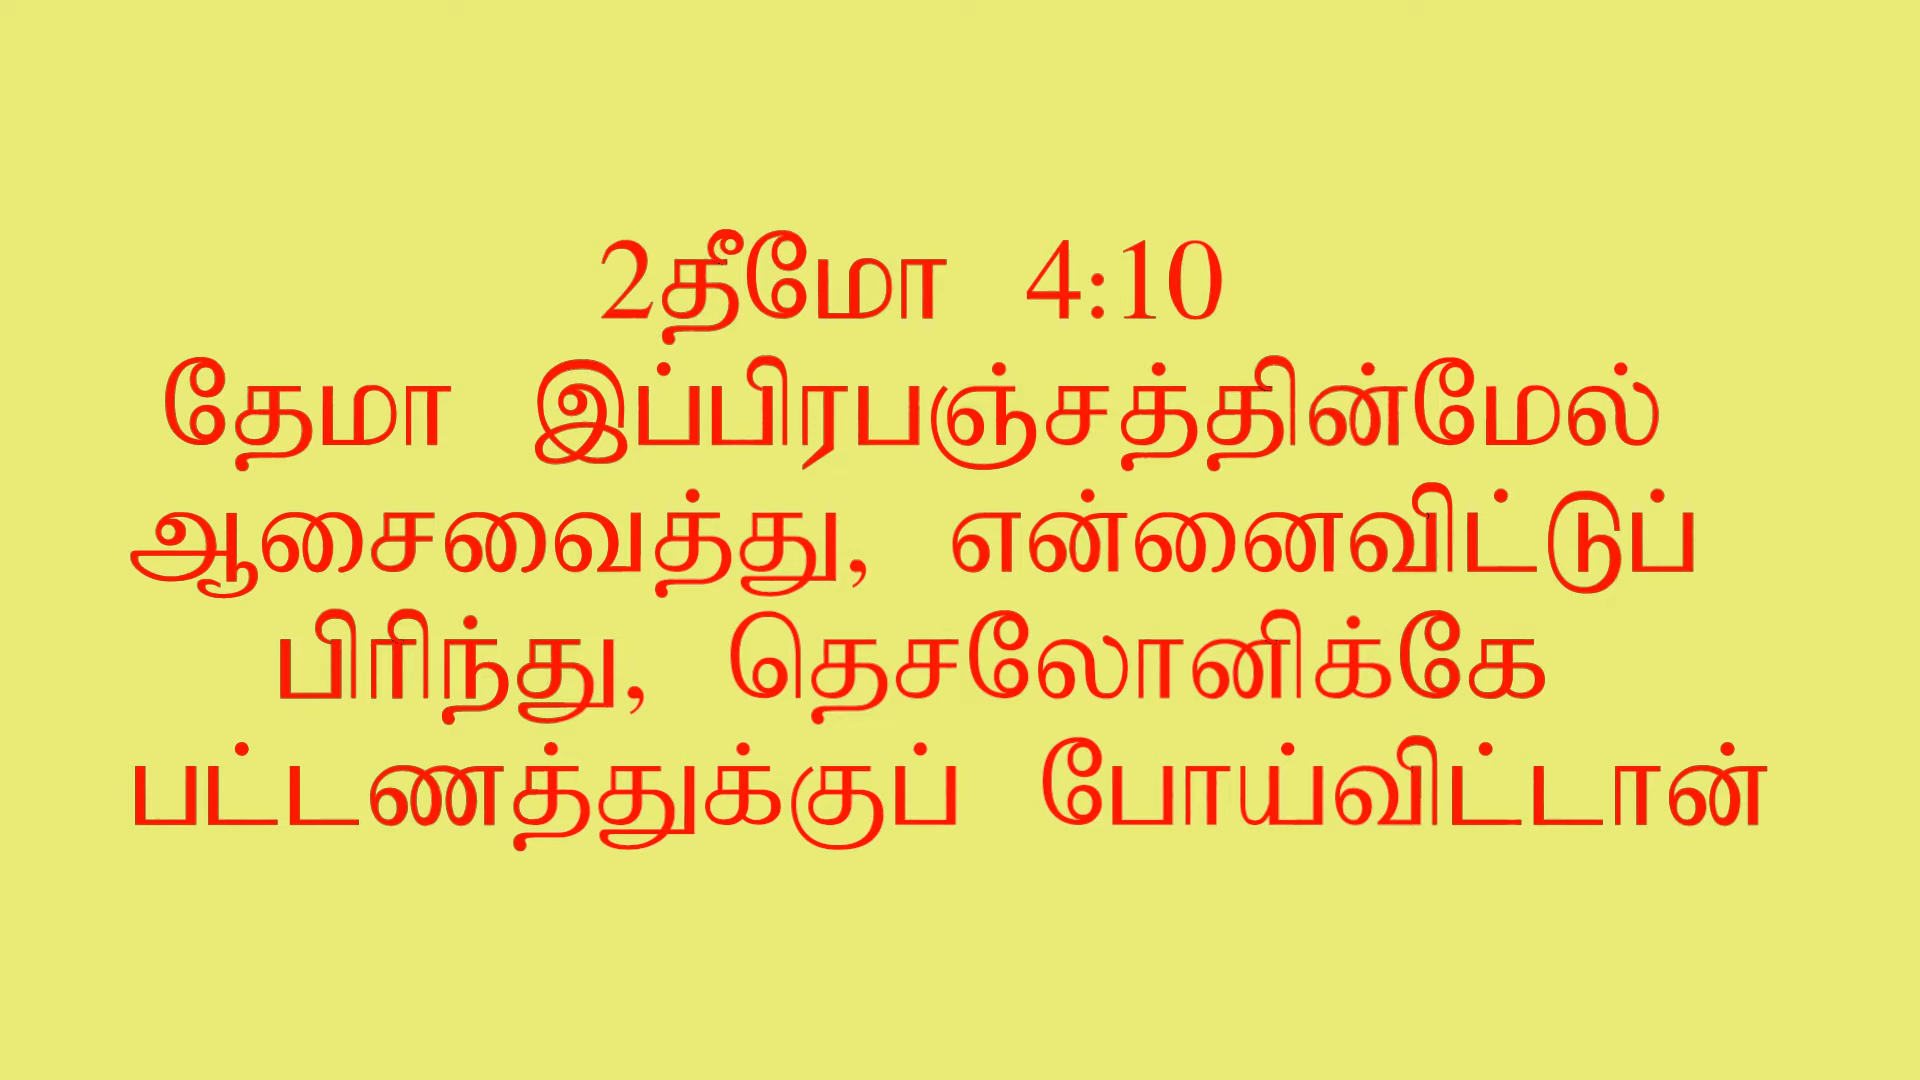 2தீமோ 4:10
தேமா இப்பிரபஞ்சத்தின்மேல்
ஆசைவைத்து, என்னைவிட்டுப்
பிரிந்து, தெசலோனிக்கே
பட்டணத்துக்குப் போய்விட்டான்